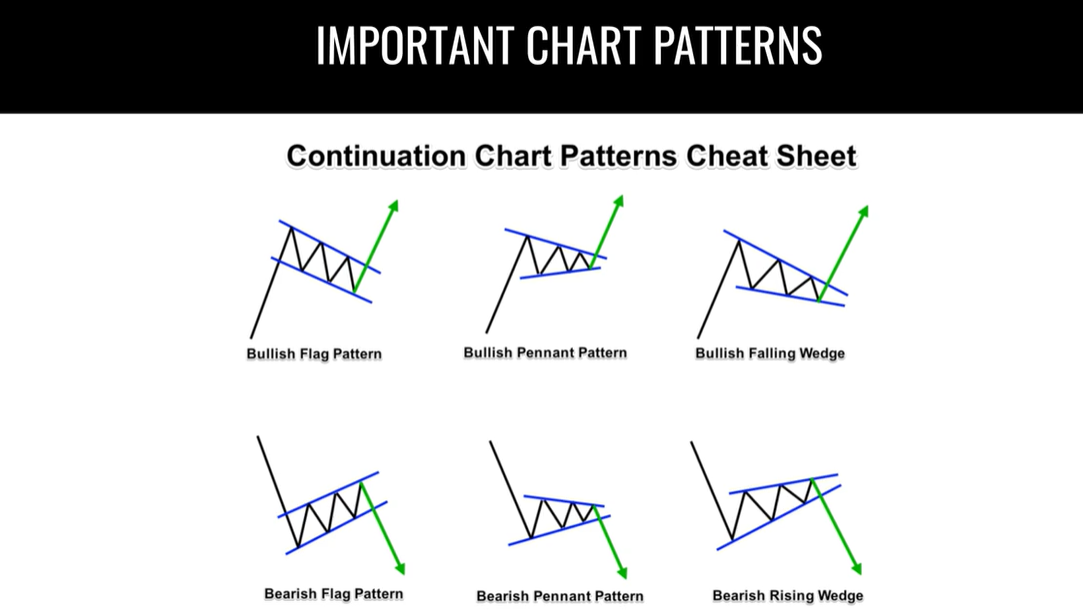 IMPORTANT CHART PATTERNS
Continuation Chart Patterns Cheat Sheet
Bullish Flag Pattern
Bullish Pennant Pattern
Bullish Falling Wedge
Bearish Flag Pattern
Bearish Pennant Pattern
Bearish Rising Wedge